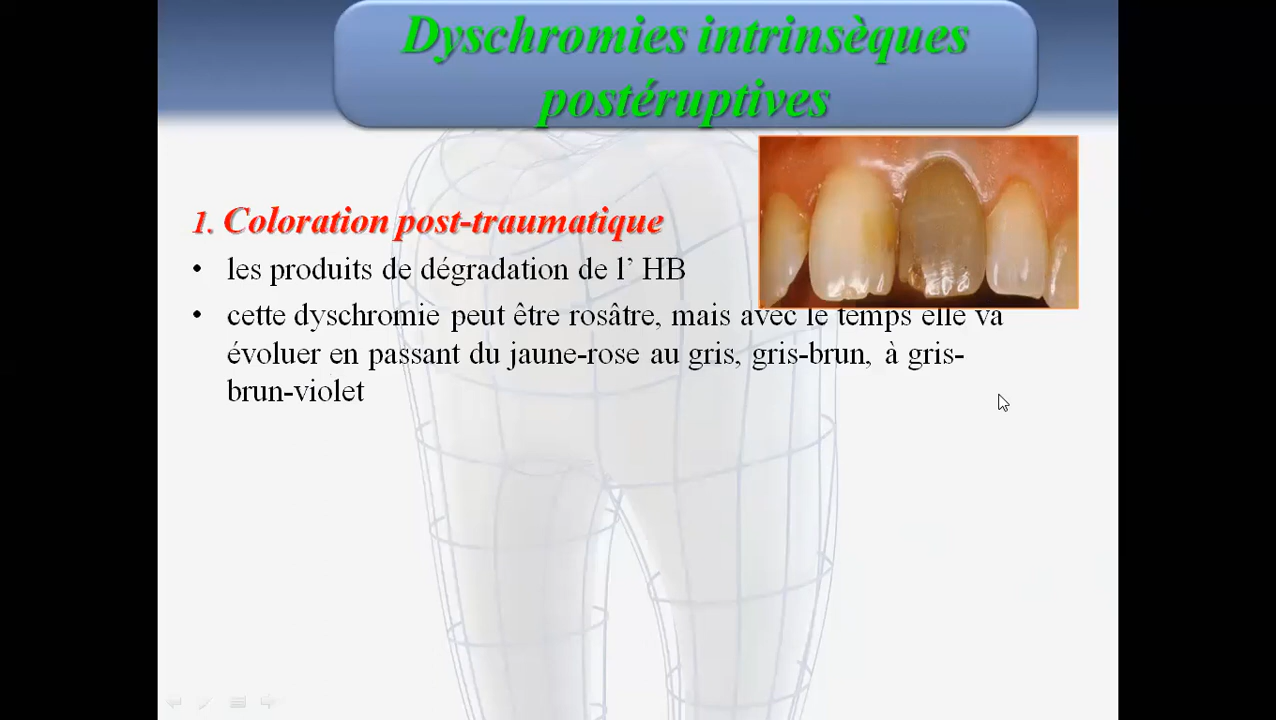 Dyschromies intrinsèques
postéruptives
1. Coloration post-traumatique
• les produits de dégradation de l’ HB
• cette dyschromie peut être rosâtre, mais avec le temps elle va
évoluer en passant du jaune-rose au gris, gris-brun, à gris-
brun-violet